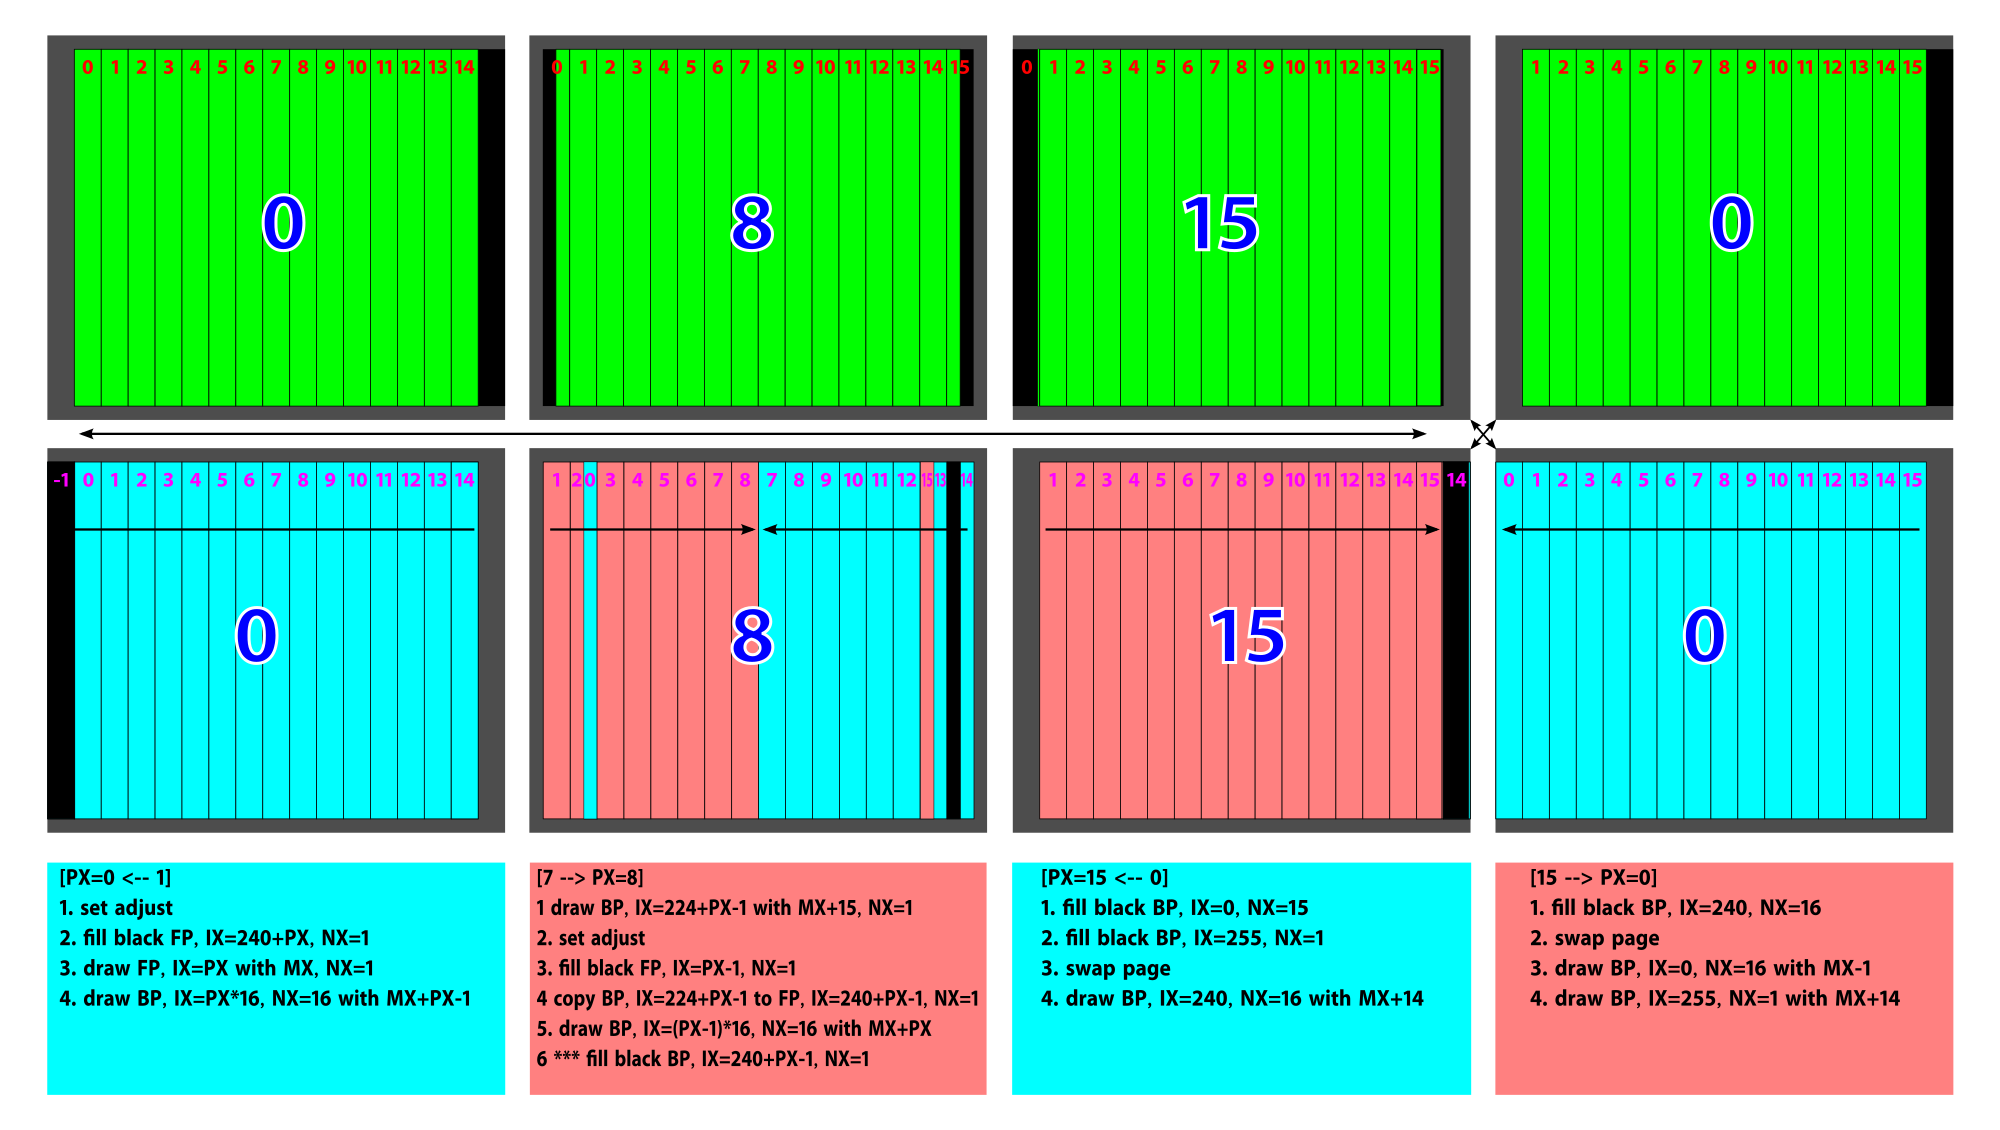 0 1 2 3 4 5 6 7 8 9 10 11 12 13 14
0
0 1 2 3 4 5 6 7 8 9 10 11 12 13 14 15
8
0 1 2 3 4 5 6 7 8 9 10 11 12 13 14 15
15
1 2 3 4 5 6 7 8 9 10 11 12 13 14 15
0
-1 0 1 2 3 4 5 6 7 8 9 10 11 12 13 14
0
1 2 0 3 4 5 6 7 8 7 8 9 10 11 12 15 13 14
8
1 2 3 4 5 6 7 8 9 10 11 12 13 14 15 14
15
0 1 2 3 4 5 6 7 8 9 10 11 12 13 14 15
0
[PX=0 <-- 1]
1. set adjust
2. fill black FP, IX=240+PX, NX=1
3. draw FP, IX=PX with MX, NX=1
4. draw BP, IX=PX*16, NX=16 with MX+PX-1
[7 --> PX=8]
1 draw BP, IX=224+PX-1 with MX+15, NX=1
2. set adjust
3. fill black FP, IX=PX-1, NX=1
4 copy BP, IX=224+PX-1 to FP, IX=240+PX-1, NX=1
5. draw BP, IX=(PX-1)*16, NX=16 with MX+PX
6 *** fill black BP, IX=240+PX-1, NX=1
[PX=15 <-- 0]
1. fill black BP, IX=0, NX=15
2. fill black BP, IX=255, NX=1
3. swap page
4. draw BP, IX=240, NX=16 with MX+14
[15 --> PX=0]
1. fill black BP, IX=240, NX=16
2. swap page
3. draw BP, IX=0, NX=16 with MX-1
4. draw BP, IX=255, NX=1 with MX+14